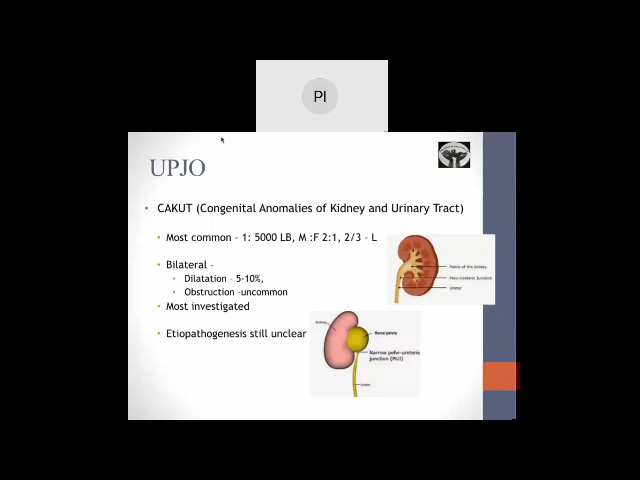 PI
UPJO
CAKUT (Congenital Anomalies of Kidney and Urinary Tract)
Most common – 1: 5000 LB, M :F 2:1, 2/3 – L
Bilateral –
Dilatation – 5-10%,
Obstruction –uncommon
Most investigated
Etiopathogenesis still unclear
Pelvis of the kidney
Pelvi-Ureteric Junction
Ureter
Kidney
Renal pelvis
Narrow pelvi-ureteric
junction (PUJ)
Ureter